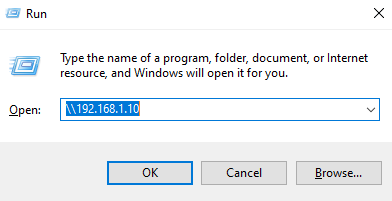 Run
Type the name of a program, folder, document, or Internet
resource, and Windows will open it for you.
Open: \\192.168.1.10
OK Cancel Browse...